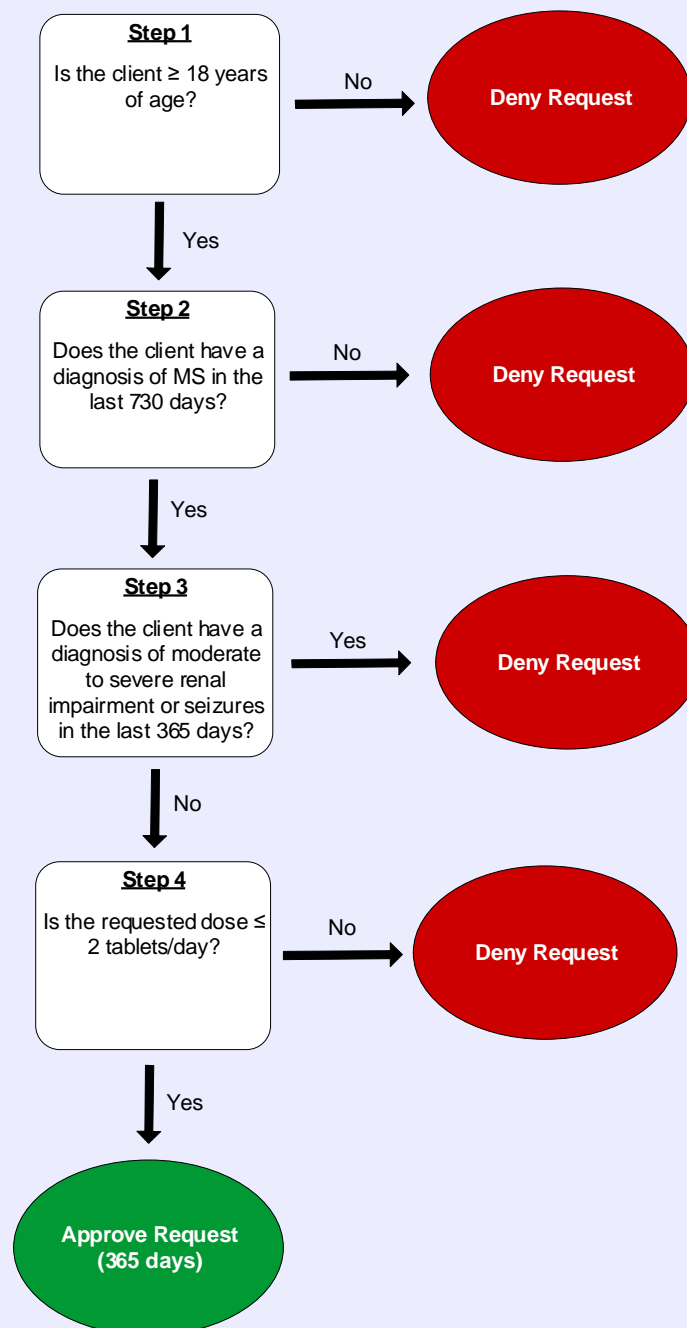 Step 1
Is the client ≥ 18 years
of age?
No
Deny Request
Yes
Step 2
Does the client have a
diagnosis of MS in the
last 730 days?
No
Deny Request
Yes
Step 3
Does the client have a
diagnosis of moderate
to severe renal
impairment or seizures
in the last 365 days?
Yes
Deny Request
No
Step 4
Is the requested dose ≤
2 tablets/day?
No
Deny Request
Yes
Approve Request
(365 days)